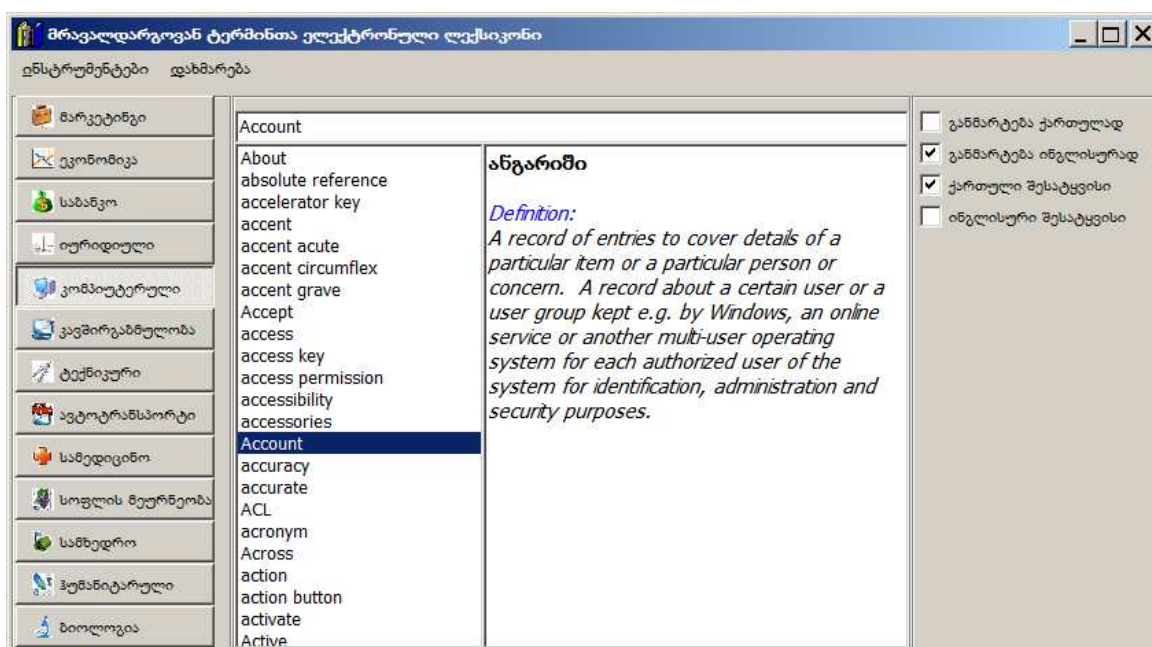 მრავალდარგოვან ტერმინთა ელექტრონული ლექსიკონი
ინსტრუმენტები დახმარება
მარკეტინგი
ეკონომიკა
საბანკო
იურიდიული
კომპიუტერული
კავშირგაბმულობა
ტექნიკური
ავტოტრანსპორტი
სამედიცინო
სოფლის მეურნეობა
სამხედრო
ჰუმანიტარული
ბიოლოგია
Account
About
absolute reference
accelerator key
accent
accent acute
accent circumflex
accent grave
Accept
access
access key
access permission
accessibility
accessories
Account
accuracy
accurate
ACL
acronym
Across
action
action button
activate
Active
ანგარიში
Definition:
A record of entries to cover details of a
particular item or a particular person or
concern. A record about a certain user or a
user group kept e.g. by Windows, an online
service or another multi-user operating
system for each authorized user of the
system for identification, administration and
security purposes.
განმარტება ქართულად
განმარტება ინგლისურად
ქართული შესატყვისი
ინგლისური შესატყვისი